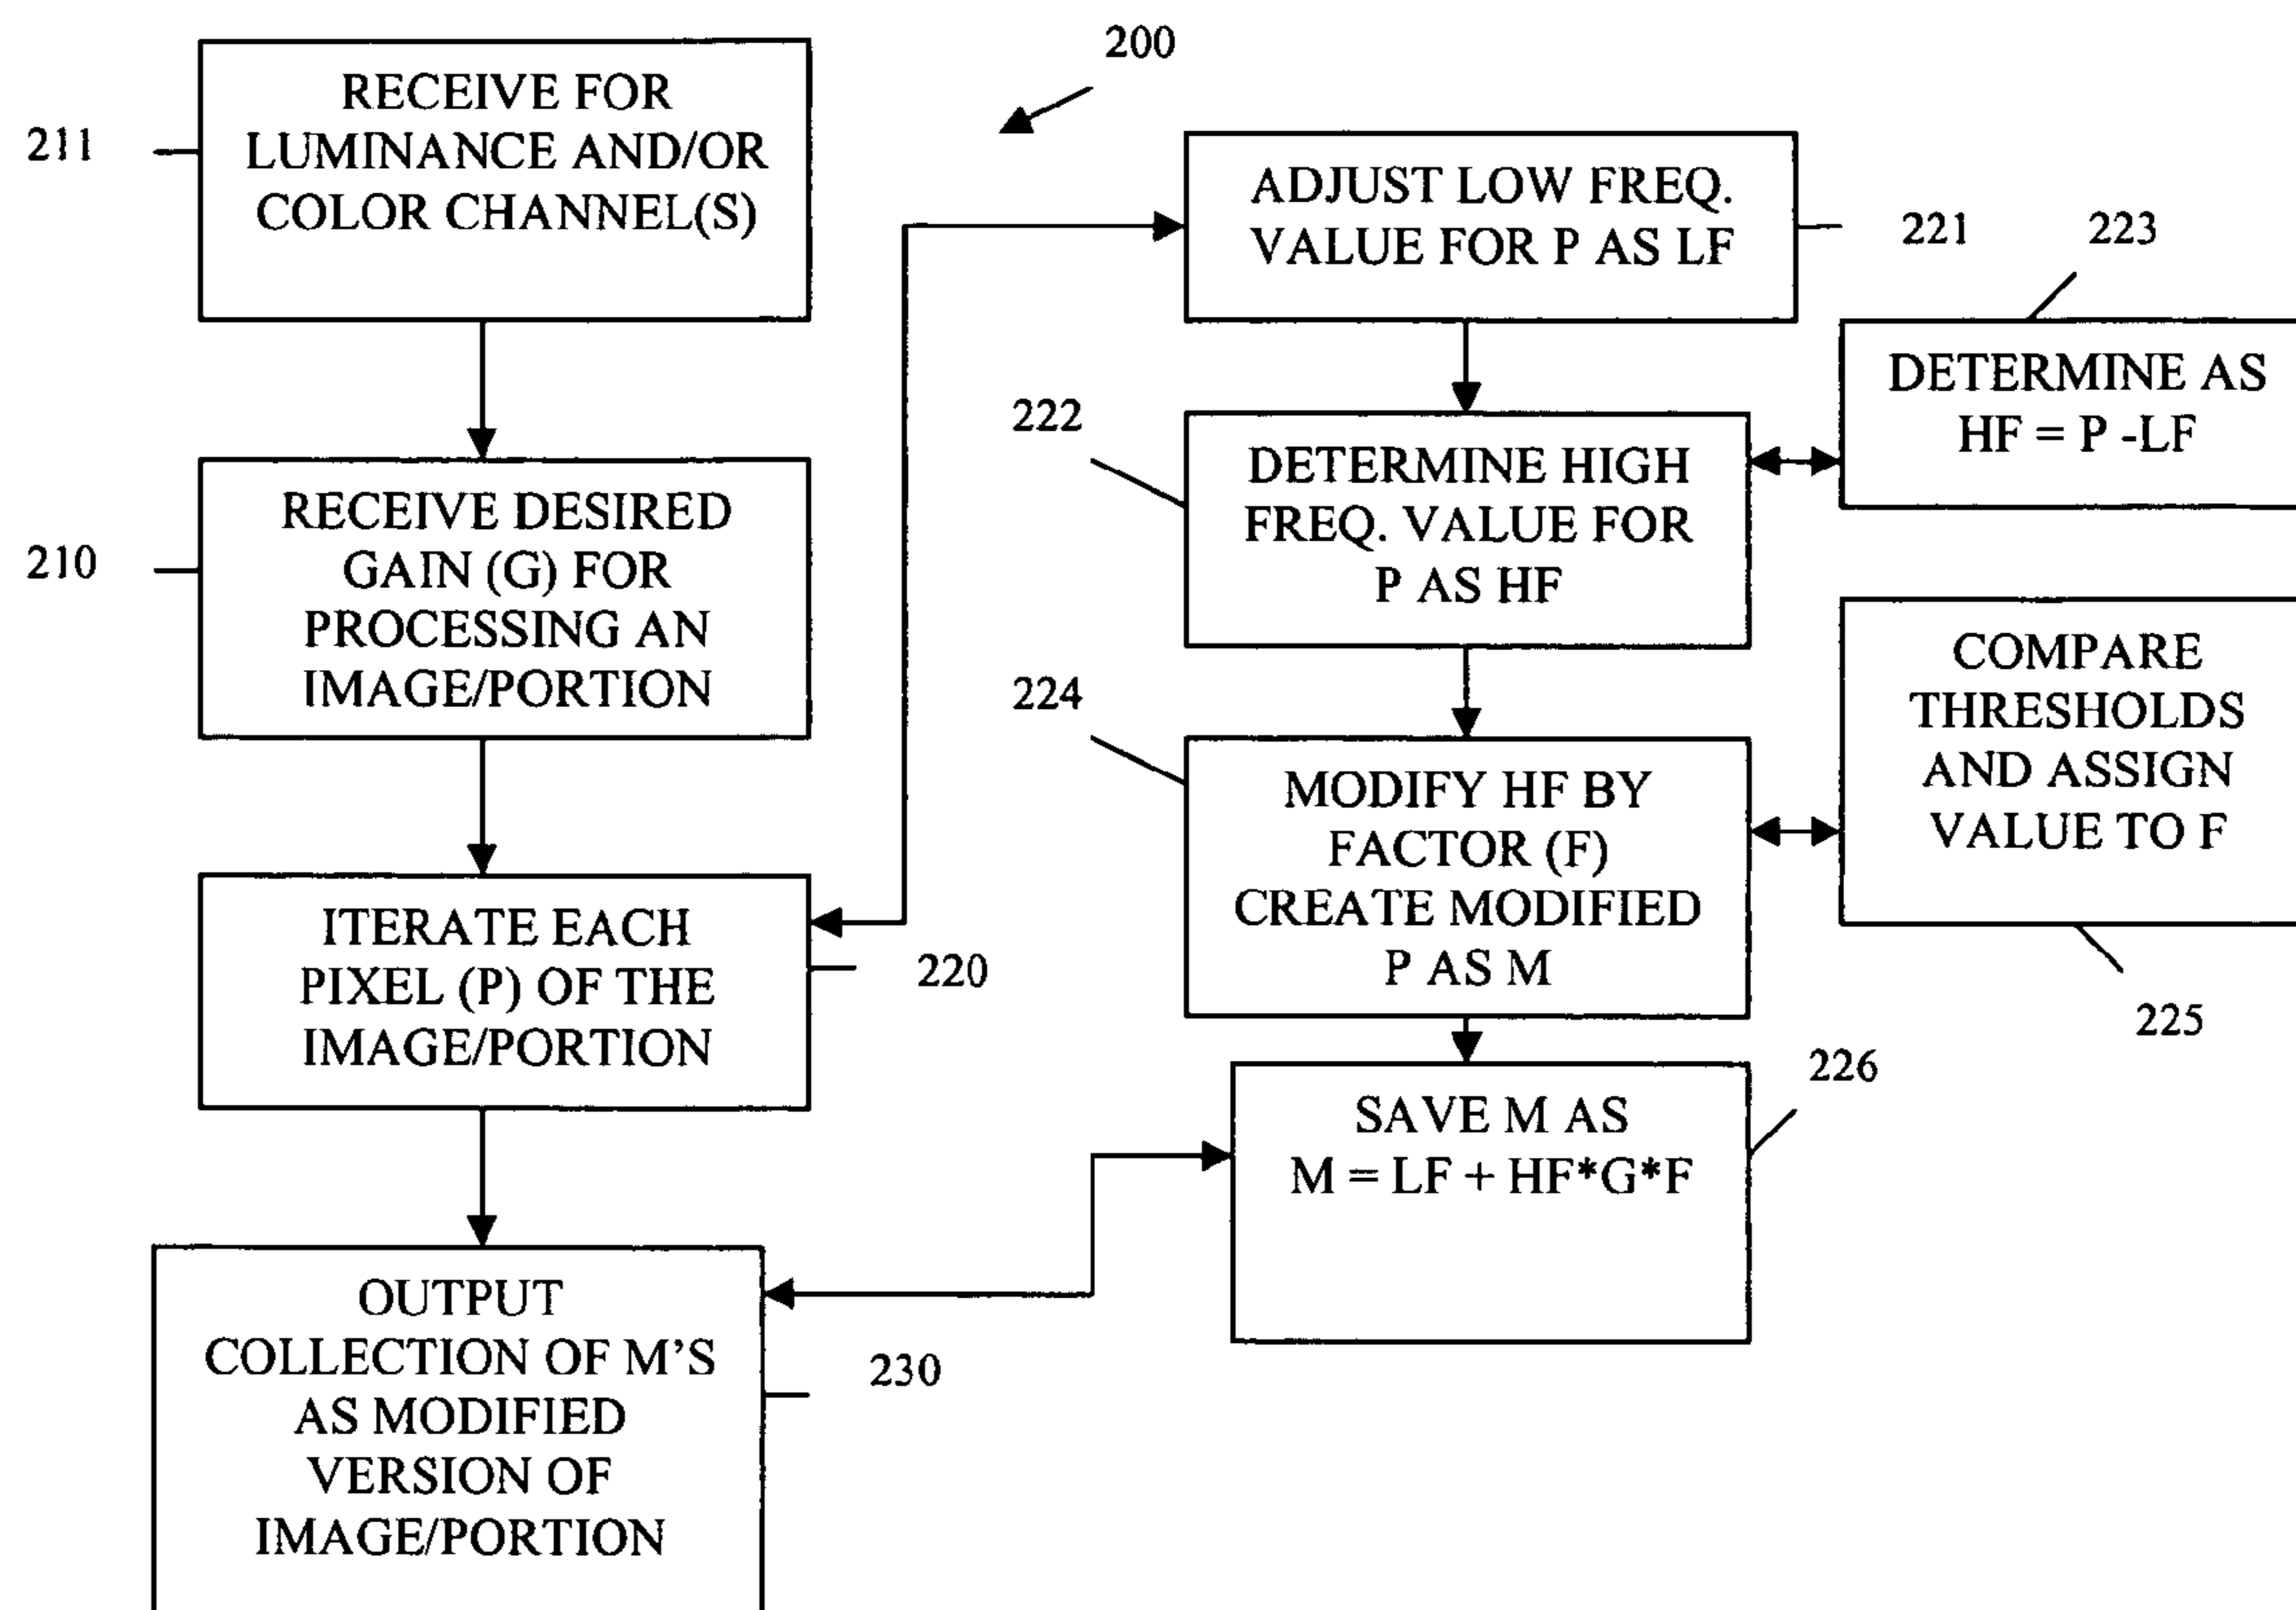 200
211
RECEIVE FOR
LUMINANCE AND/OR
COLOR CHANNEL(S)
210
RECEIVE DESIRED
GAIN (G) FOR
PROCESSING AN
IMAGE/PORTION
ITERATE EACH
PIXEL (P) OF THE
IMAGE/PORTION
220
OUTPUT
COLLECTION OF M'S
AS MODIFIED
VERSION OF
IMAGE/PORTION
230
ADJUST LOW FREQ.
VALUE FOR P AS LF
221
222
DETERMINE HIGH
FREQ. VALUE FOR
P AS HF
223
DETERMINE AS
HF = P -LF
224
MODIFY HF BY
FACTOR (F)
CREATE MODIFIED
P AS M
COMPARE
THRESHOLDS
AND ASSIGN
VALUE TO F
225
226
SAVE M AS
M = LF + HF*G*F